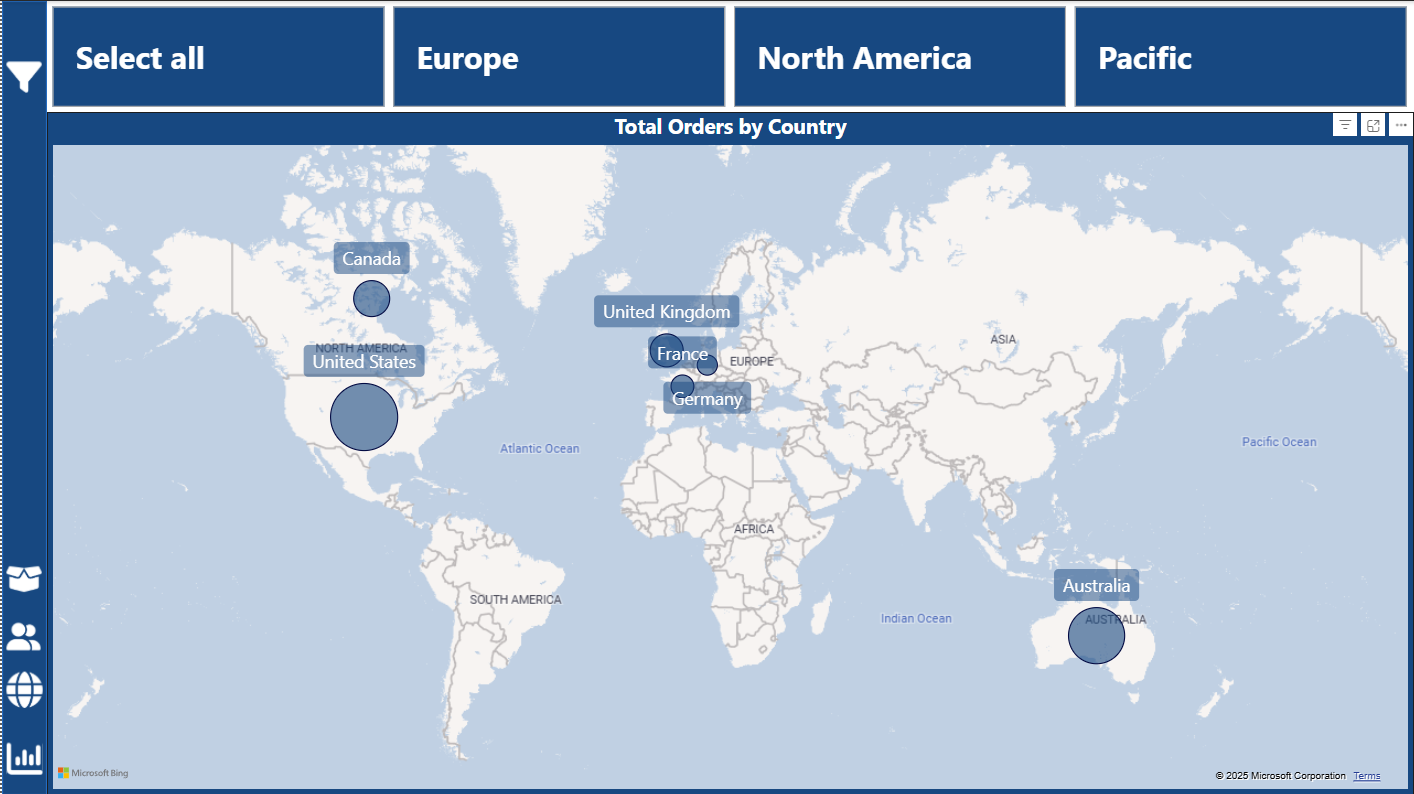 Select all
Europe
North America
Pacific
Total Orders by Country
Canada
United Kingdom
NORTH AMERICA
United States
France
EUROPE
ASIA
Germany
Atlantic Ocean
Pacific Ocean
AFRICA
Australia
SOUTH AMERICA
Indian Ocean
AUSTRALIA
Microsoft Bing
© 2025 Microsoft Corporation Terms